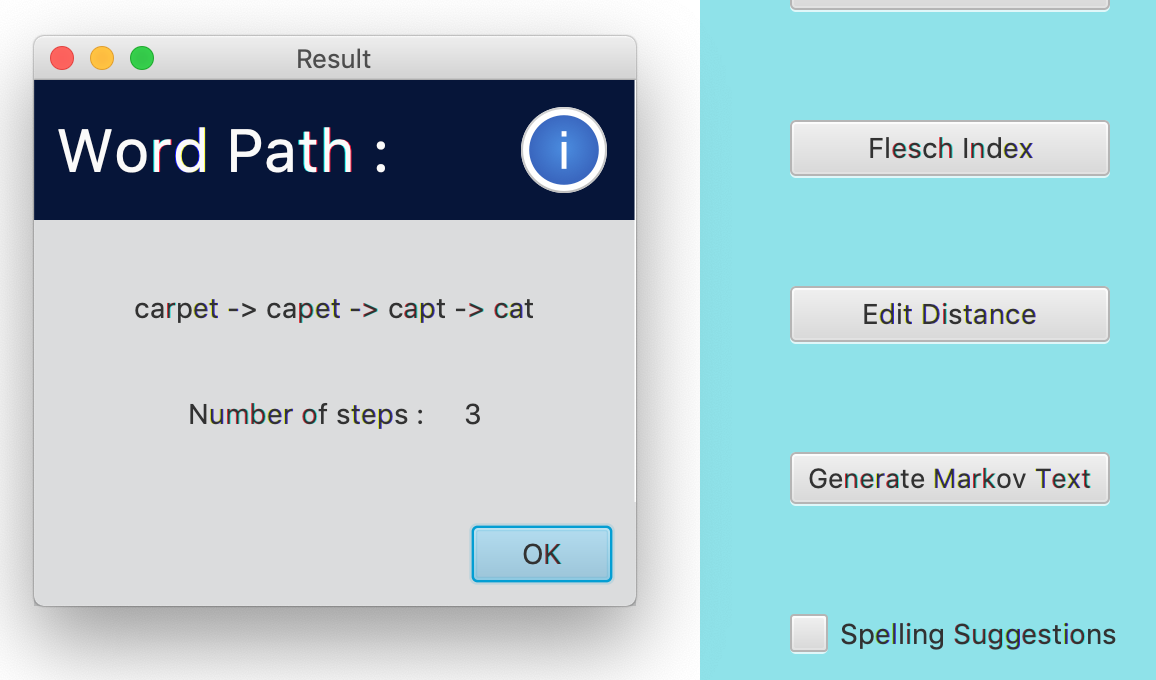 Result
Word Path :
i
carpet -> capet -> capt -> cat
Number of steps : 3
OK
Flesch Index
Edit Distance
Generate Markov Text
Spelling Suggestions